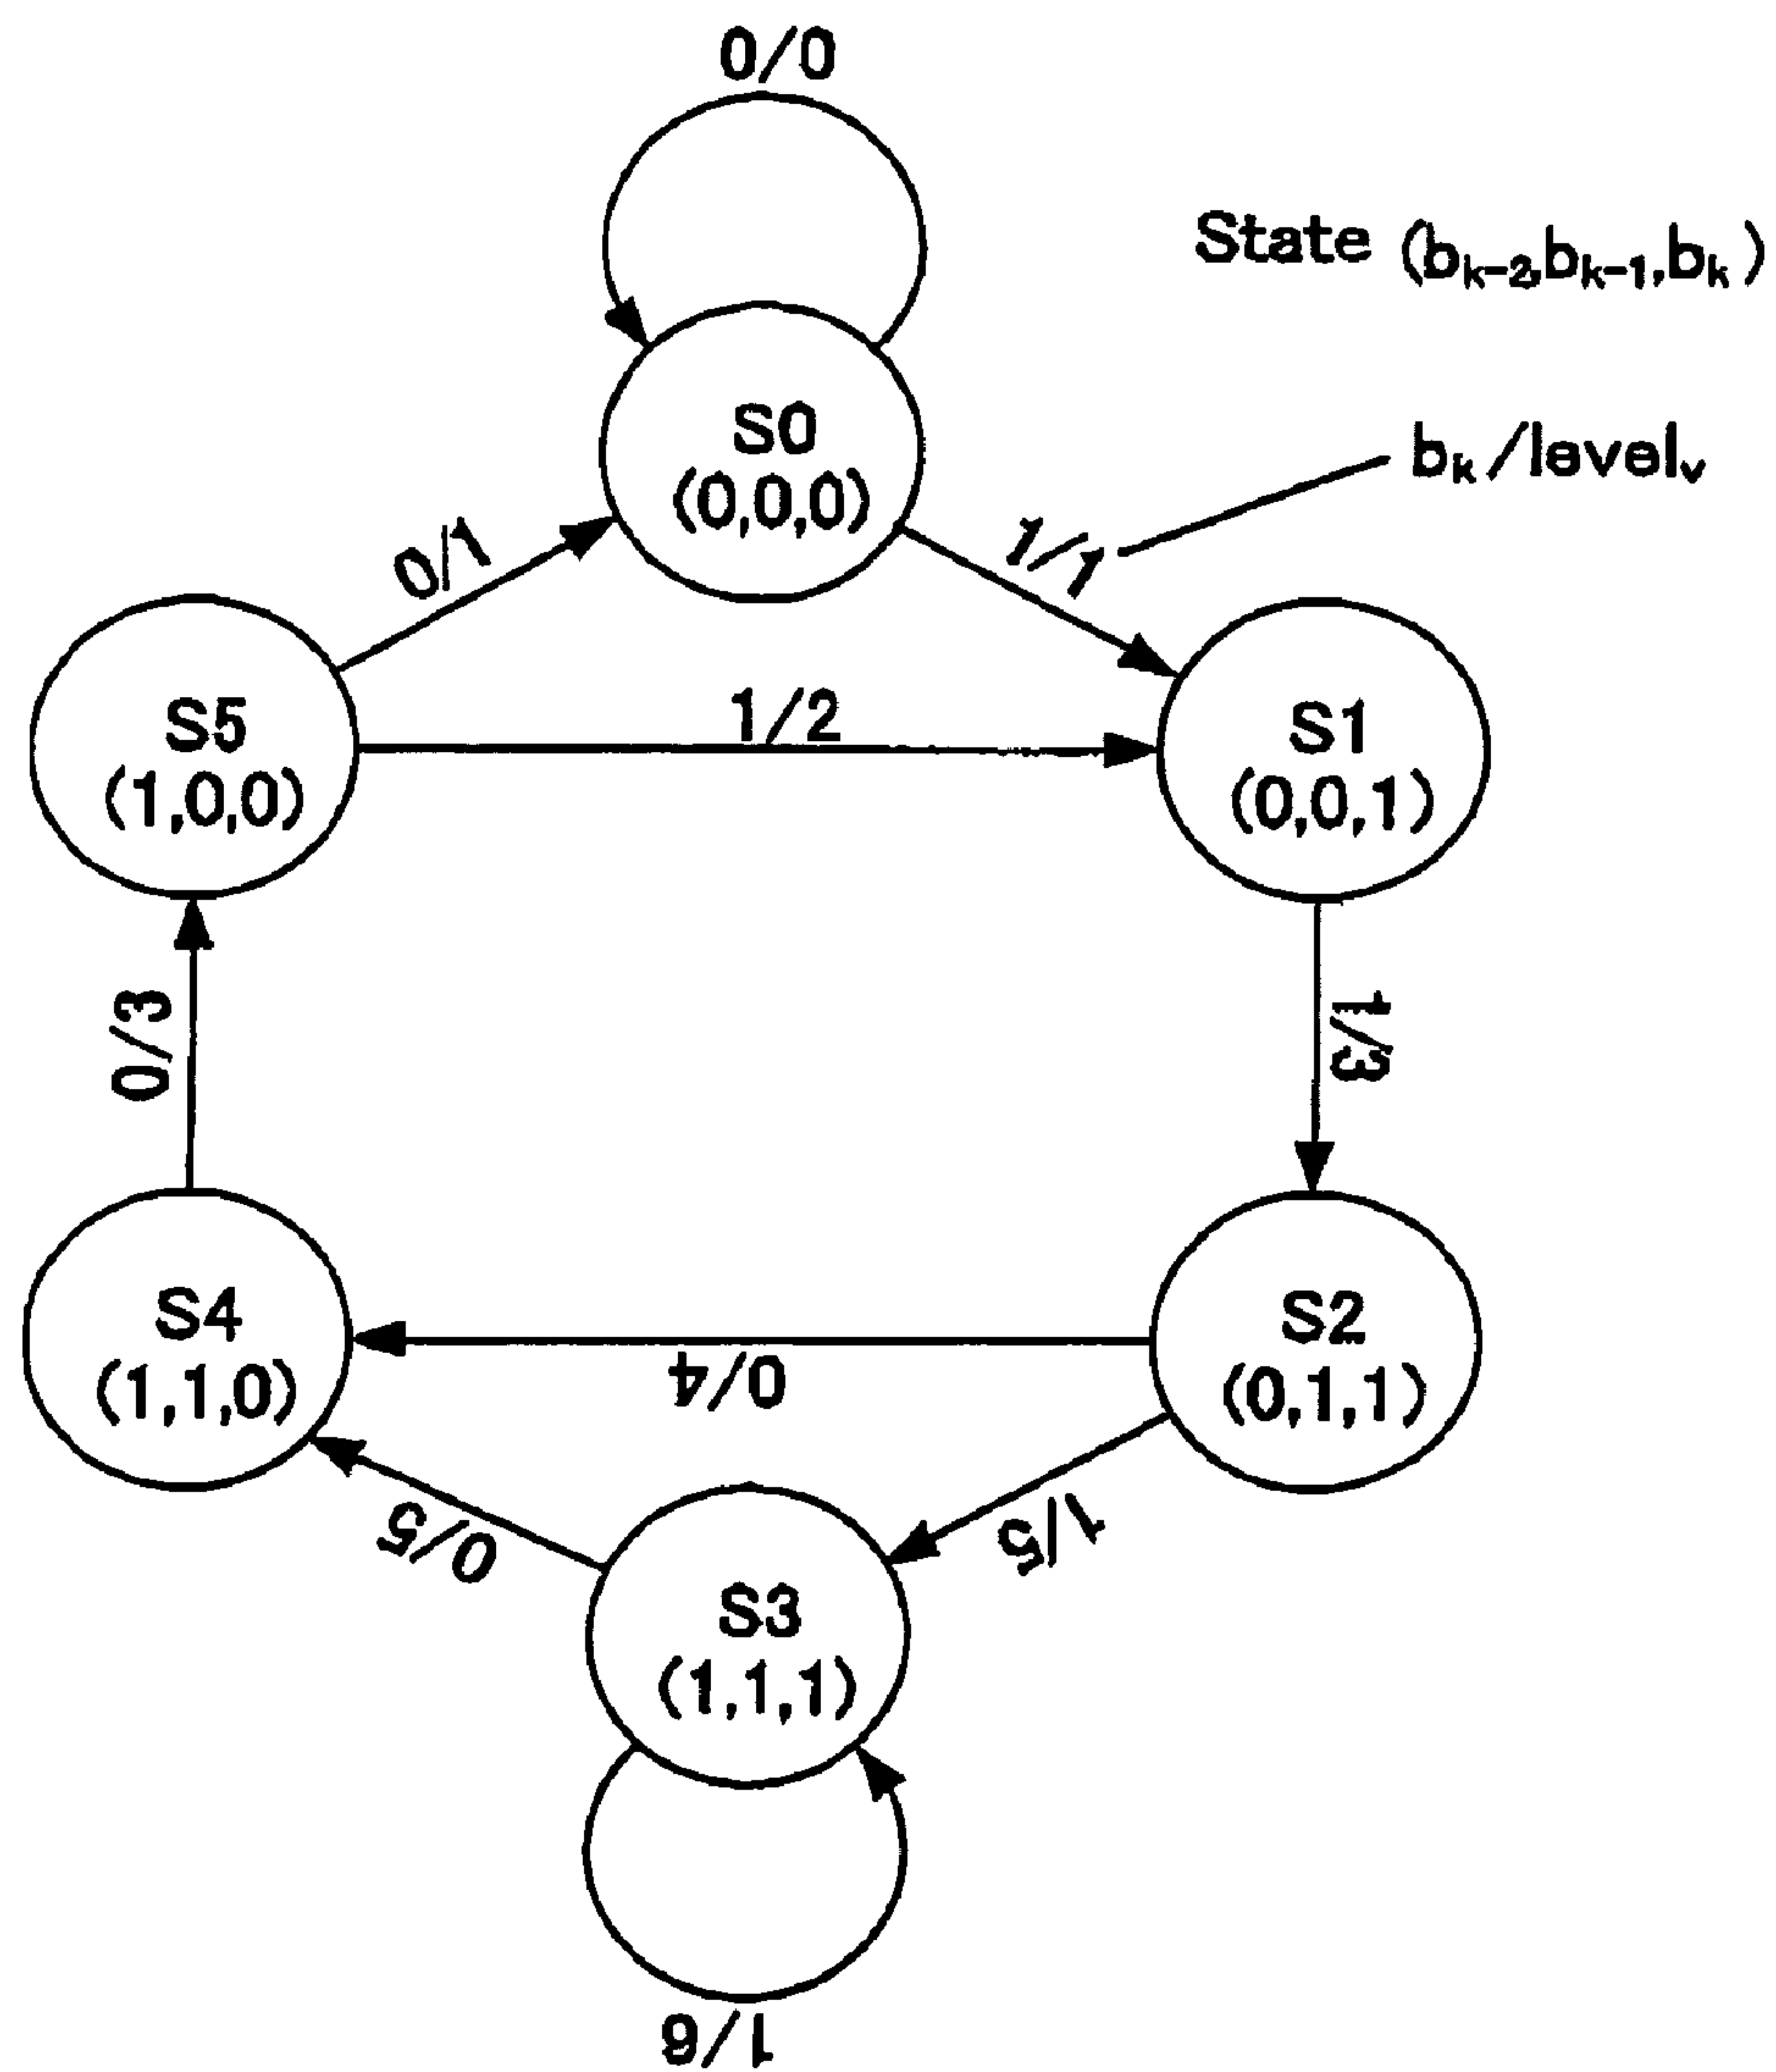 0/0
State (bk-2,bk-1,bk)
S0
(0,0,0)
bk/levelv
0/1
1/1
S5
(1,0,0)
1/2
S1
(0,0,1)
0/3
1/3
S4
(1,1,0)
0/4
S2
(0,1,1)
0/5
1/5
S3
(1,1,1)
1/6